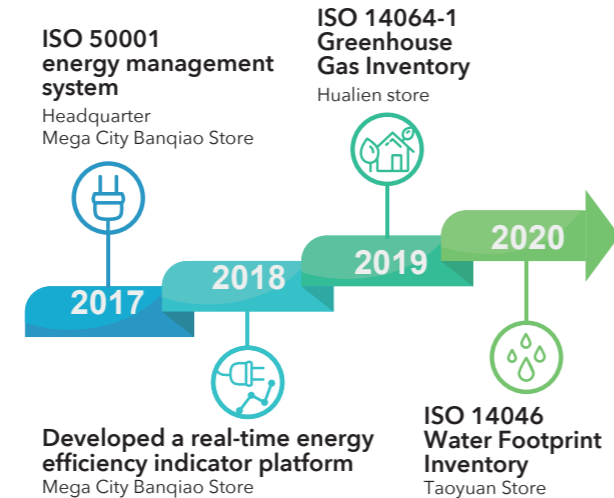 ISO 50001
energy management
system
Headquarter
Mega City Banqiao Store
ISO 14064-1
Greenhouse
Gas Inventory
Hualien store
2017
2018
2019
2020
Developed a real-time energy
efficiency indicator platform
Mega City Banqiao Store
ISO 14046
Water Footprint
Inventory
Taoyuan Store